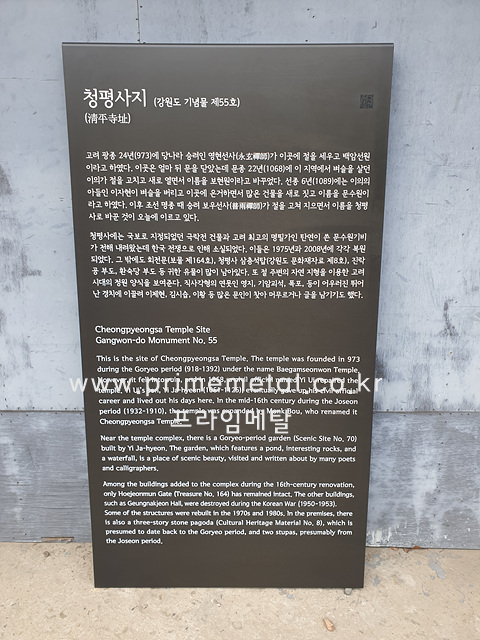 청평사지 (강원도 기념물 제55호)
(淸平寺址)
고려 광종 24년(973)에 당나라 승려인 영현선사(永玄禪師)가 이곳에 절을 세우고 백암선원
이라고 하였다. 이곳은 얼마 뒤 문을 닫았는데 문종 22년(1068)에 이 지역에서 벼슬을 살던
이의가 절을 고치고 새로 열면서 이름을 보현원이라고 바꾸었다. 선종 6년(1089)에는 이의의
아들인 이자현이 벼슬을 버리고 이곳에 은거하면서 많은 건물을 새로 짓고 이름을 문수원이
라고 하였다. 이후 조선 명종 때 승려 보우선사(普雨禪師)가 절을 고쳐 지으면서 이름을 청평
사로 바꾼 것이 오늘에 이르고 있다.
청평사에는 국보로 지정되었던 극락전 건물과 고려 최고의 명필가인 탄연이 쓴 문수원기비
가 전해 내려왔는데 한국 전쟁으로 인해 소실되었다. 이들은 1975년과 2008년에 각각 복원
되었다. 그 밖에도 회전문(보물 제164호), 청평사 삼층석탑(강원도 문화재자료 제8호), 진락
공 부도, 환숙당 부도 등 귀한 유물이 많이 남아있다. 또 절 주변의 자연 지형을 이용한 고려
시대의 정원 양식을 보여준다. 직사각형의 연못인 영지, 기암괴석, 폭포, 등이 어우러진 뛰어
난 경치에 이끌려 이제현, 김시습, 이황 등 많은 문인이 찾아 머무르거나 글을 남기기도 했다.
Cheongpyeongsa Temple Site
Gangwon-do Monument No. 55
This is the site of Cheongpyeongsa Temple. The temple was founded in 973
during the Goryeo period (918-1392) under the name Baegamseonwon Temple
www.primemetal.co.kr
career and lived out his days here. In the mid-16th century during the Joseon
period (1932-1910), the temple was expanded by Monk Bou, who renamed it
프라임메탈
Cheongpyeongsa Temple.
Near the temple complex, there is a Goryeo-period garden (Scenic Site No. 70)
built by Yi Ja-hyeon. The garden, which features a pond, interesting rocks, and
a waterfall, is a place of scenic beauty, visited and written about by many poets
and calligraphers.
Among the buildings added to the complex during the 16th-century renovation,
only Hoejeonmun Gate (Treasure No. 164) has remained intact. The other buildings,
such as Geungnakjeon Hall, were destroyed during the Korean War (1950-1953).
Some of the structures were rebuilt in the 1970s and 1980s. In the premises, there
is also a three-story stone pagoda (Cultural Heritage Material No. 8), which is
presumed to date back to the Goryeo period, and two stupas, presumably from
the Joseon period.